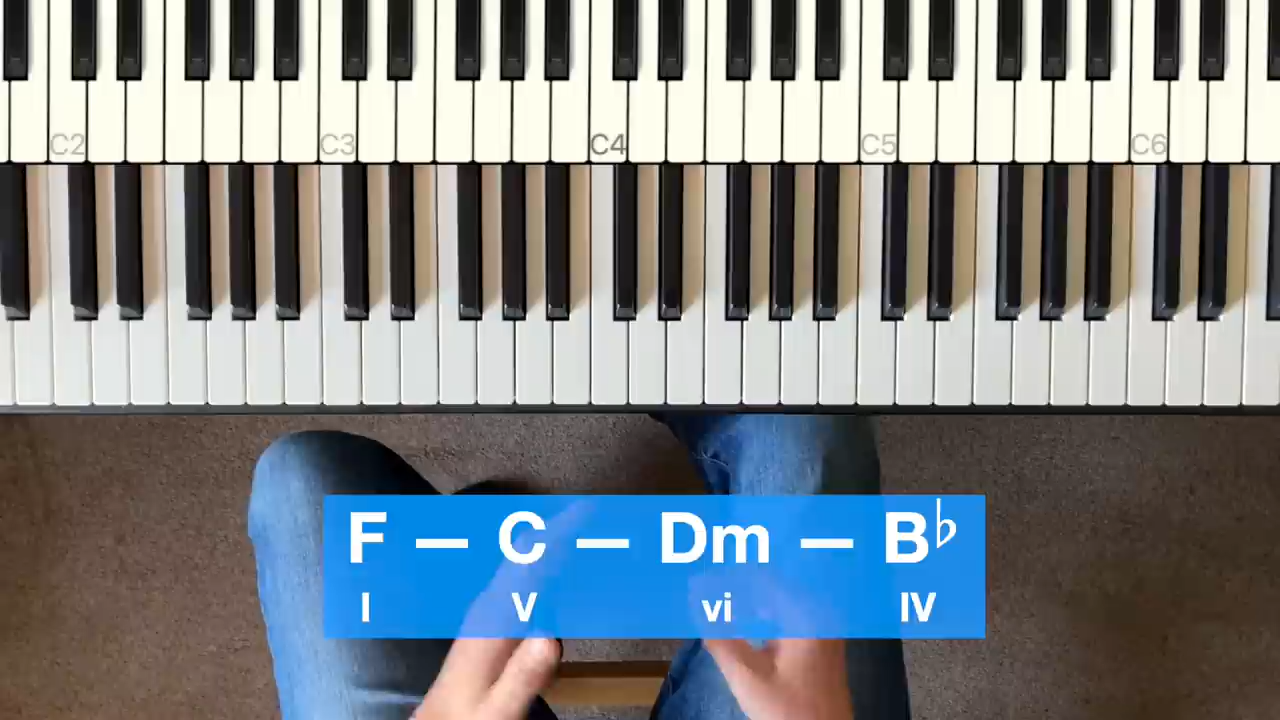 C2 C3 C4 C5 C6
F – C – Dm – B♭
I V vi IV